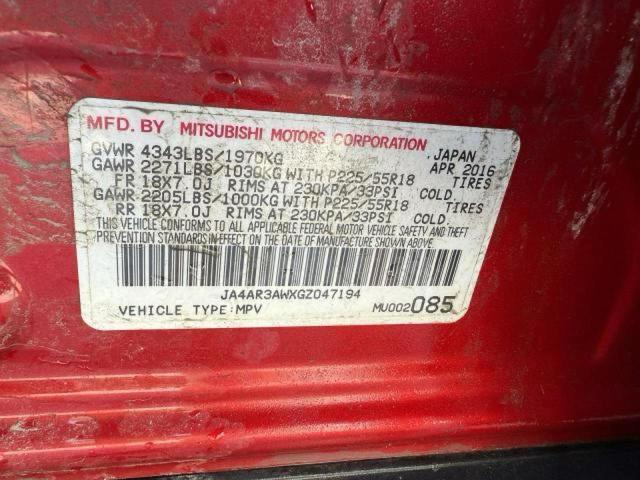 MFD. BY MITSUBISHI MOTORS CORPORATION
GVWR 4343LBS/1970KG JAPAN
GAWR 2271LBS/1030KG WITH P225/55R18 APR 2016
FR 18X7.0J RIMS AT 230KPA/33PSI COLD TIRES
GAWR 2205LBS/1000KG WITH P225/55R18
RR 18X7.0J RIMS AT 230KPA/33PSI COLD TIRES
THIS VEHICLE CONFORMS TO ALL APPLICABLE FEDERAL MOTOR VEHICLE SAFETY AND THEFT
PREVENTION STANDARDS IN EFFECT ON THE DATE OF MANUFACTURE SHOWN ABOVE.
JA4AR3AWXGZ047194
VEHICLE TYPE:MPV MU002085